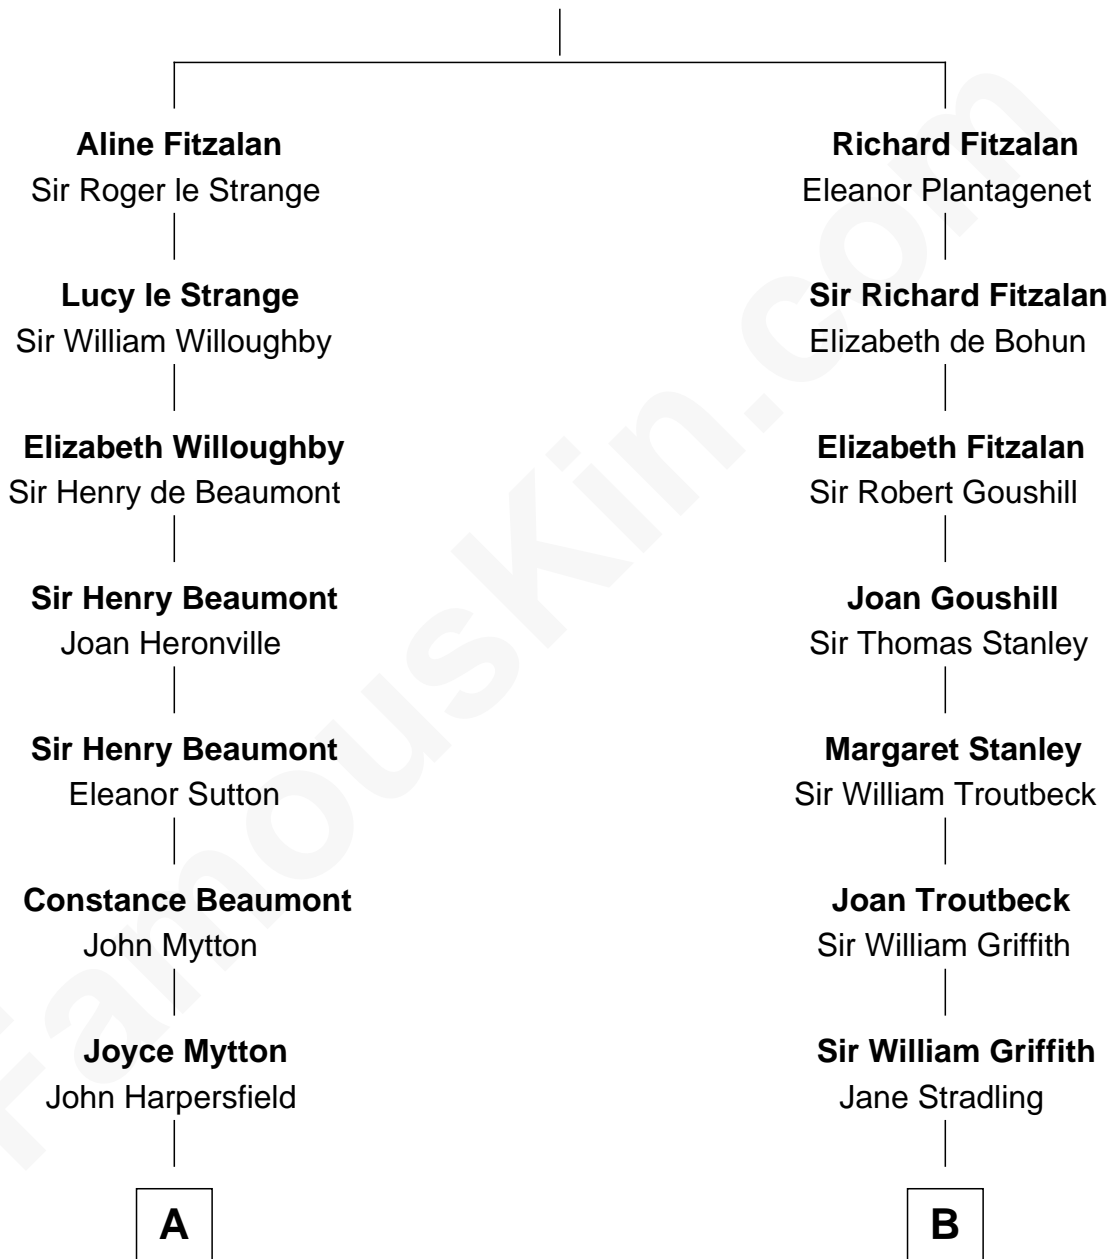 Aline Fitzalan
Sir Roger le Strange
Lucy le Strange
Sir William Willoughby
Elizabeth Willoughby
Sir Henry de Beaumont
Sir Henry Beaumont
Joan Heronville
Sir Henry Beaumont
Eleanor Sutton
Constance Beaumont
John Mytton
Joyce Mytton
John Harpersfield
A
Richard Fitzalan
Eleanor Plantagenet
Sir Richard Fitzalan
Elizabeth de Bohun
Elizabeth Fitzalan
Sir Robert Goushill
Joan Goushill
Sir Thomas Stanley
Margaret Stanley
Sir William Troutbeck
Joan Troutbeck
Sir William Griffith
Sir William Griffith
Jane Stradling
B
FamousKin.com